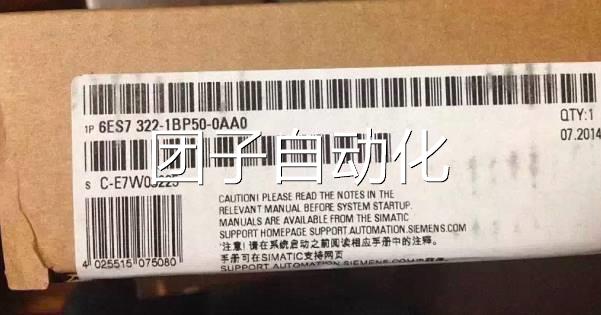 1P 6ES7 322-1BP50-0AA0
QTY:1
07.2014
团子自动化
S C-E7W05225
CAUTION! PLEASE READ THE NOTES IN THE
RELEVANT MANUAL BEFORE SYSTEM STARTUP.
MANUALS ARE AVAILABLE FROM THE SIMATIC
SUPPORT HOMEPAGE SUPPORT.AUTOMATION.SIEMENS.COM
注意! 请在系统启动之前阅读相应手册中的注释。
手册可在SIMATIC支持网页
SUPPORT.AUTOMATION.SIEMENS.COM
4 025515 075080